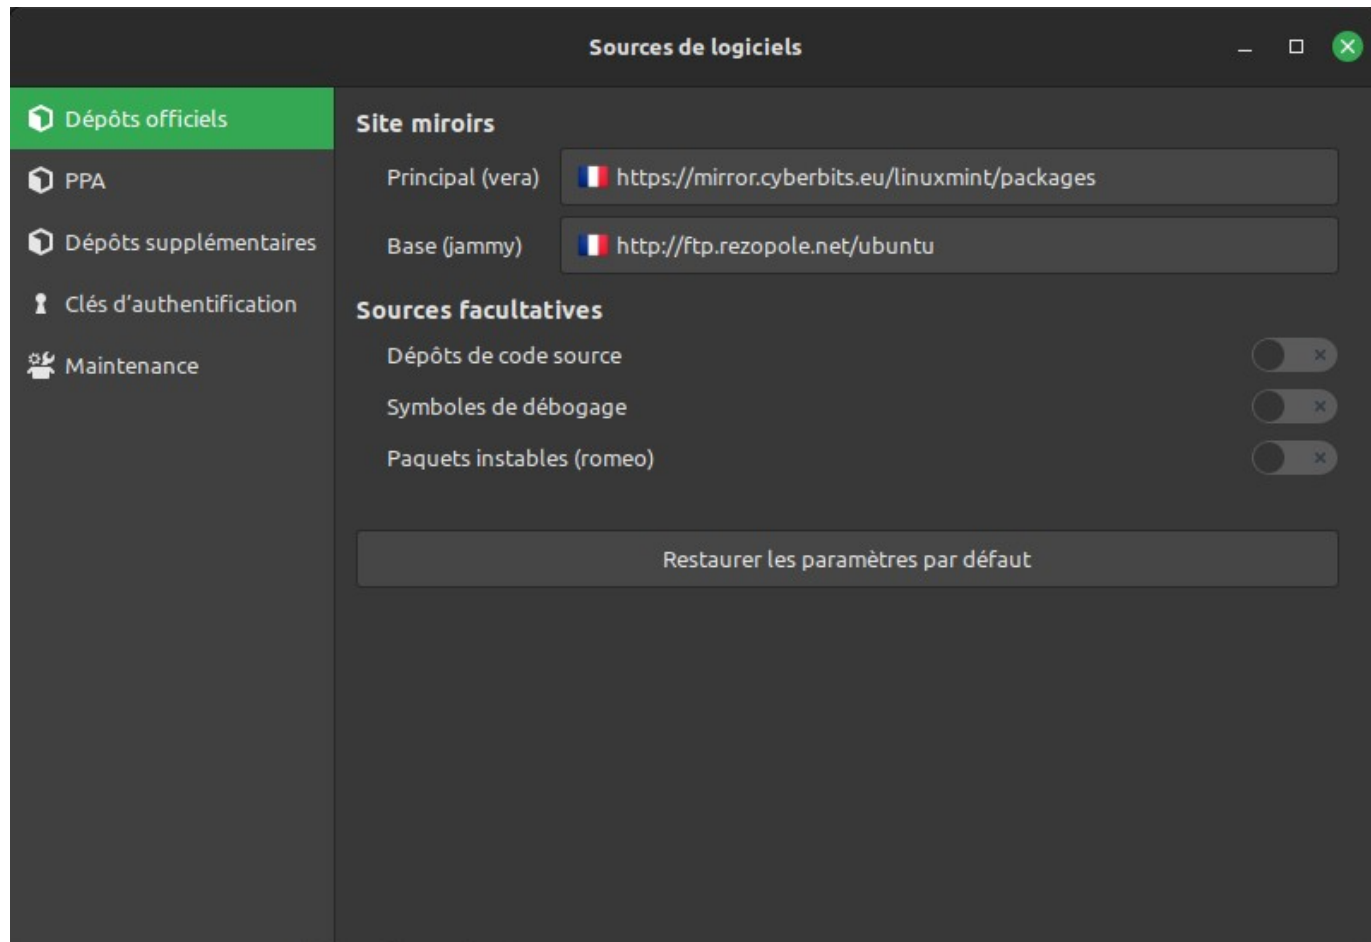 Sources de logiciels
Dépôts officiels
PPA
Dépôts supplémentaires
Clés d’authentification
Maintenance
Site miroirs
Principal (vera) https://mirror.cyberbits.eu/linuxmint/packages
Base (jammy) http://ftp.rezopole.net/ubuntu
Sources facultatives
Dépôts de code source
Symboles de débogage
Paquets instables (romeo)
Restaurer les paramètres par défaut